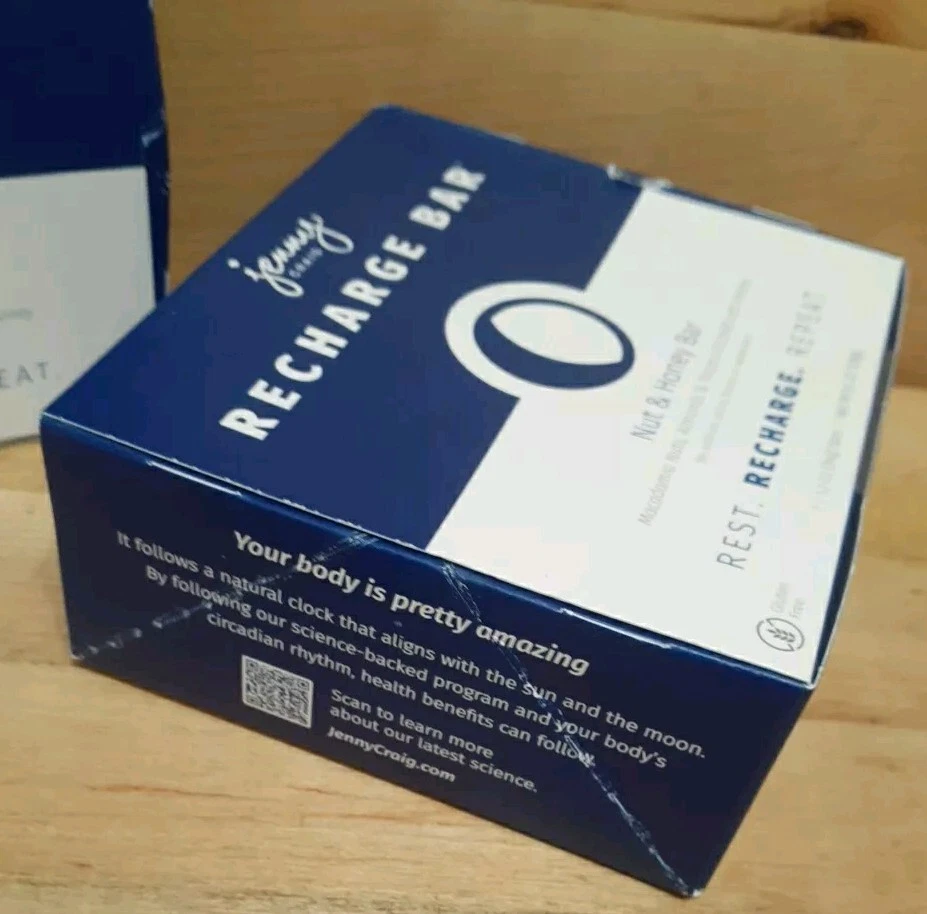 jenny
CRAIG
RECHARGE BAR
Nut & Honey Bar
REST. RECHARGE. REPEAT
Gluten
Free
Your body is pretty amazing
It follows a natural clock that aligns with the sun and the moon.
By following our science-backed program and your body's
circadian rhythm, health benefits can follow.
Scan to learn more
about our latest science.
JennyCraig.com
EAT.